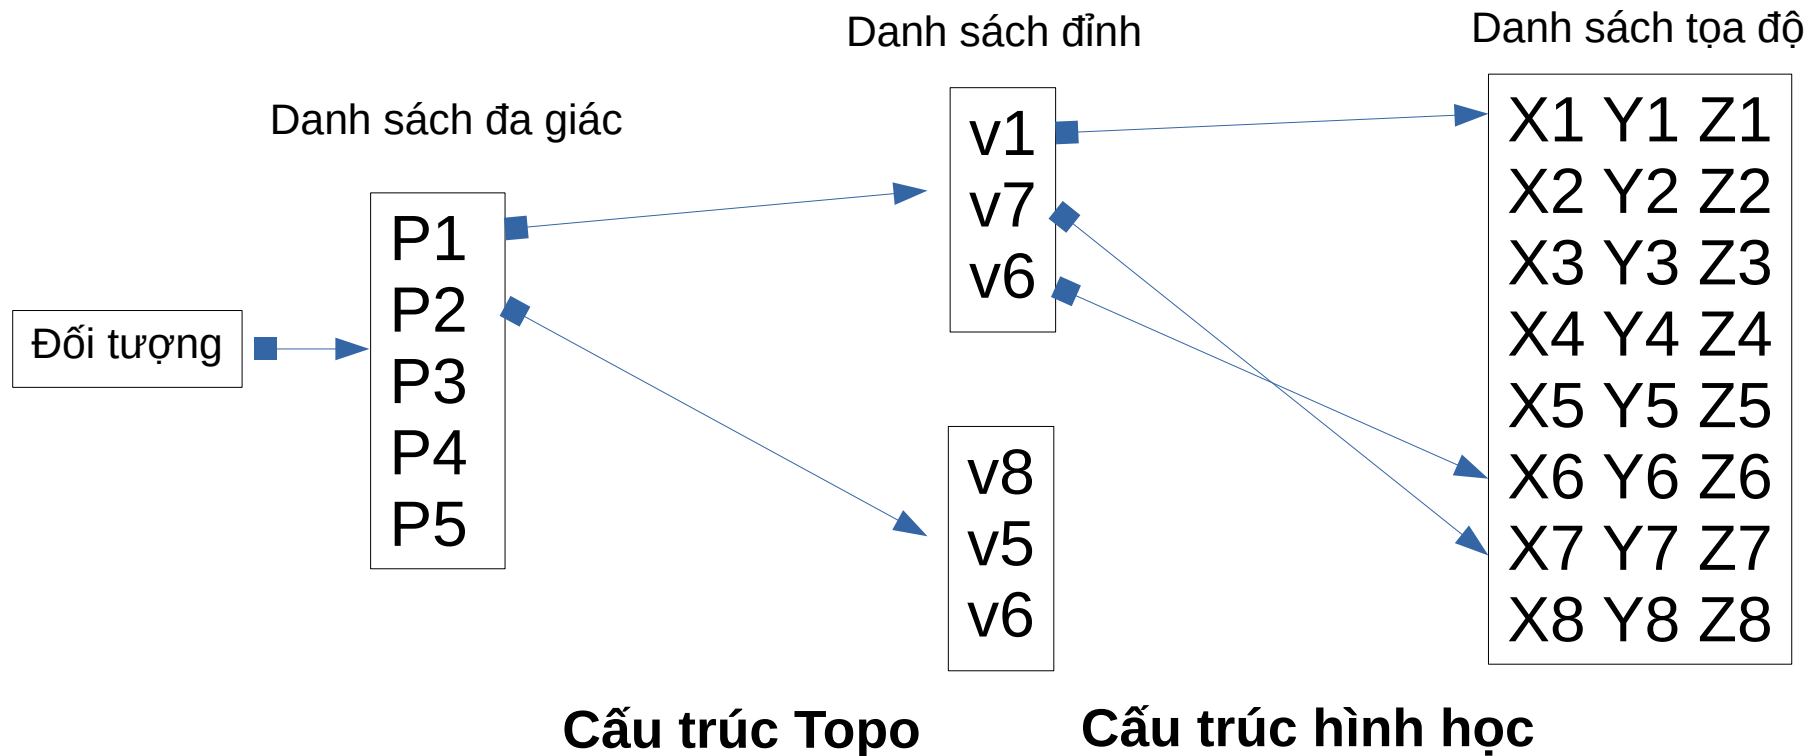 Danh sách đa giác
Danh sách đỉnh
Danh sách tọa độ
Đối tượng
P1
P2
P3
P4
P5
v1
v7
v6
v8
v5
v6
X1 Y1 Z1
X2 Y2 Z2
X3 Y3 Z3
X4 Y4 Z4
X5 Y5 Z5
X6 Y6 Z6
X7 Y7 Z7
X8 Y8 Z8
Cấu trúc Topo
Cấu trúc hình học